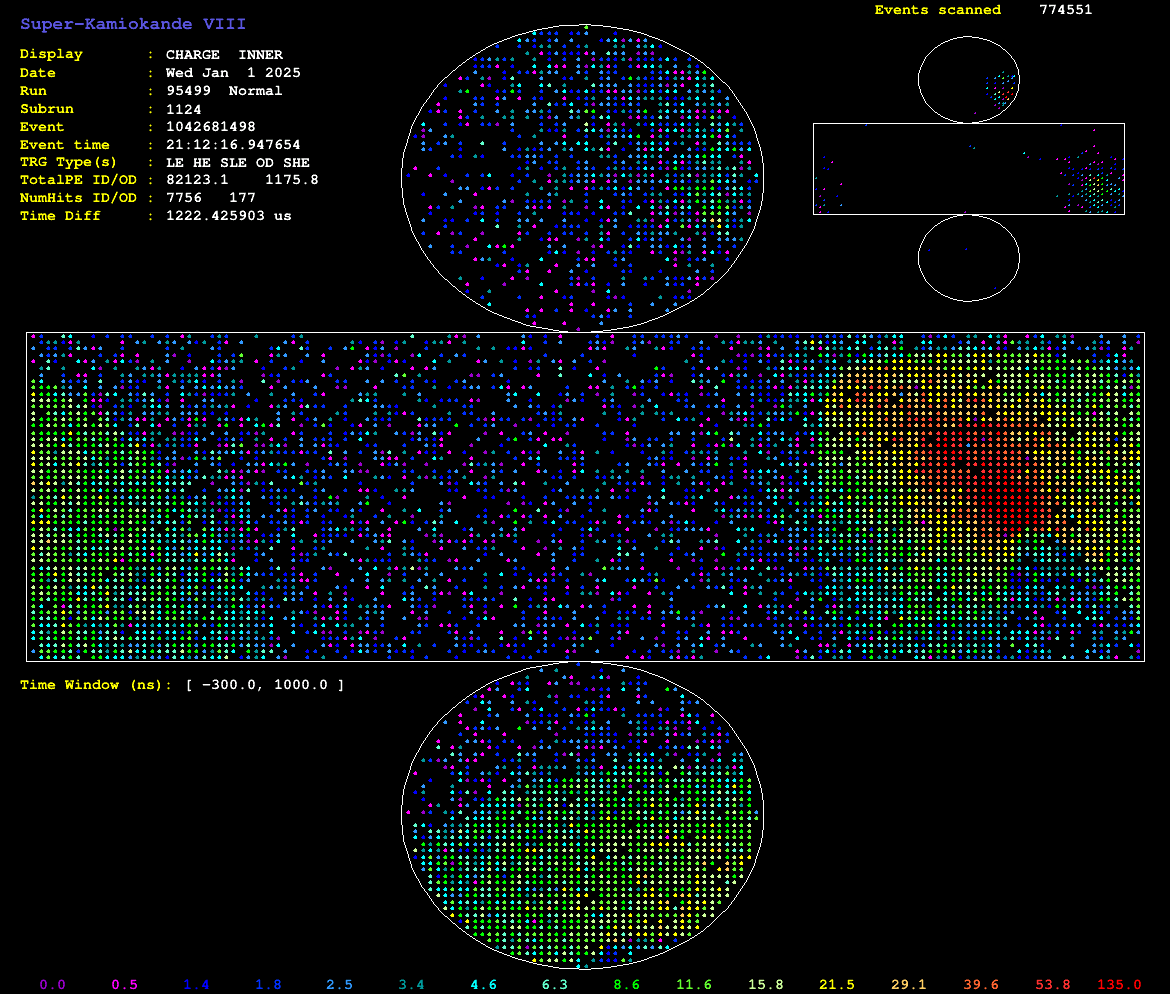 Super-Kamiokande VIII
Events scanned 774551
Display : CHARGE INNER
Date : Wed Jan 1 2025
Run : 95499 Normal
Subrun : 1124
Event : 1042681498
Event time : 21:12:16.947654
TRG Type(s) : LE HE SLE OD SHE
TotalPE ID/OD : 82123.1 1175.8
NumHits ID/OD : 7756 177
Time Diff : 1222.425903 us
Time Window (ns): [ −300.0, 1000.0 ]
0.0 0.5 1.4 1.8 2.5 3.4 4.6 6.3 8.6 11.6 15.8 21.5 29.1 39.6 53.8 135.0